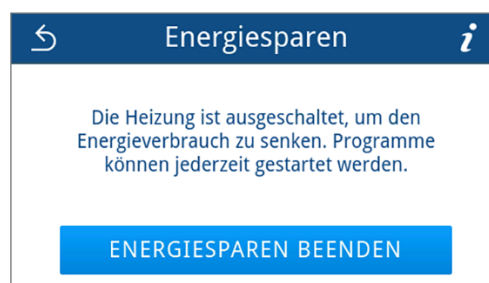 Energiesparen i
Die Heizung ist ausgeschaltet, um den
Energieverbrauch zu senken. Programme
können jederzeit gestartet werden.
ENERGIESPAREN BEENDEN